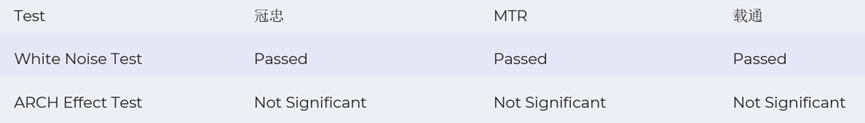 Test 冠忠 MTR 载通
White Noise Test Passed Passed Passed
ARCH Effect Test Not Significant Not Significant Not Significant